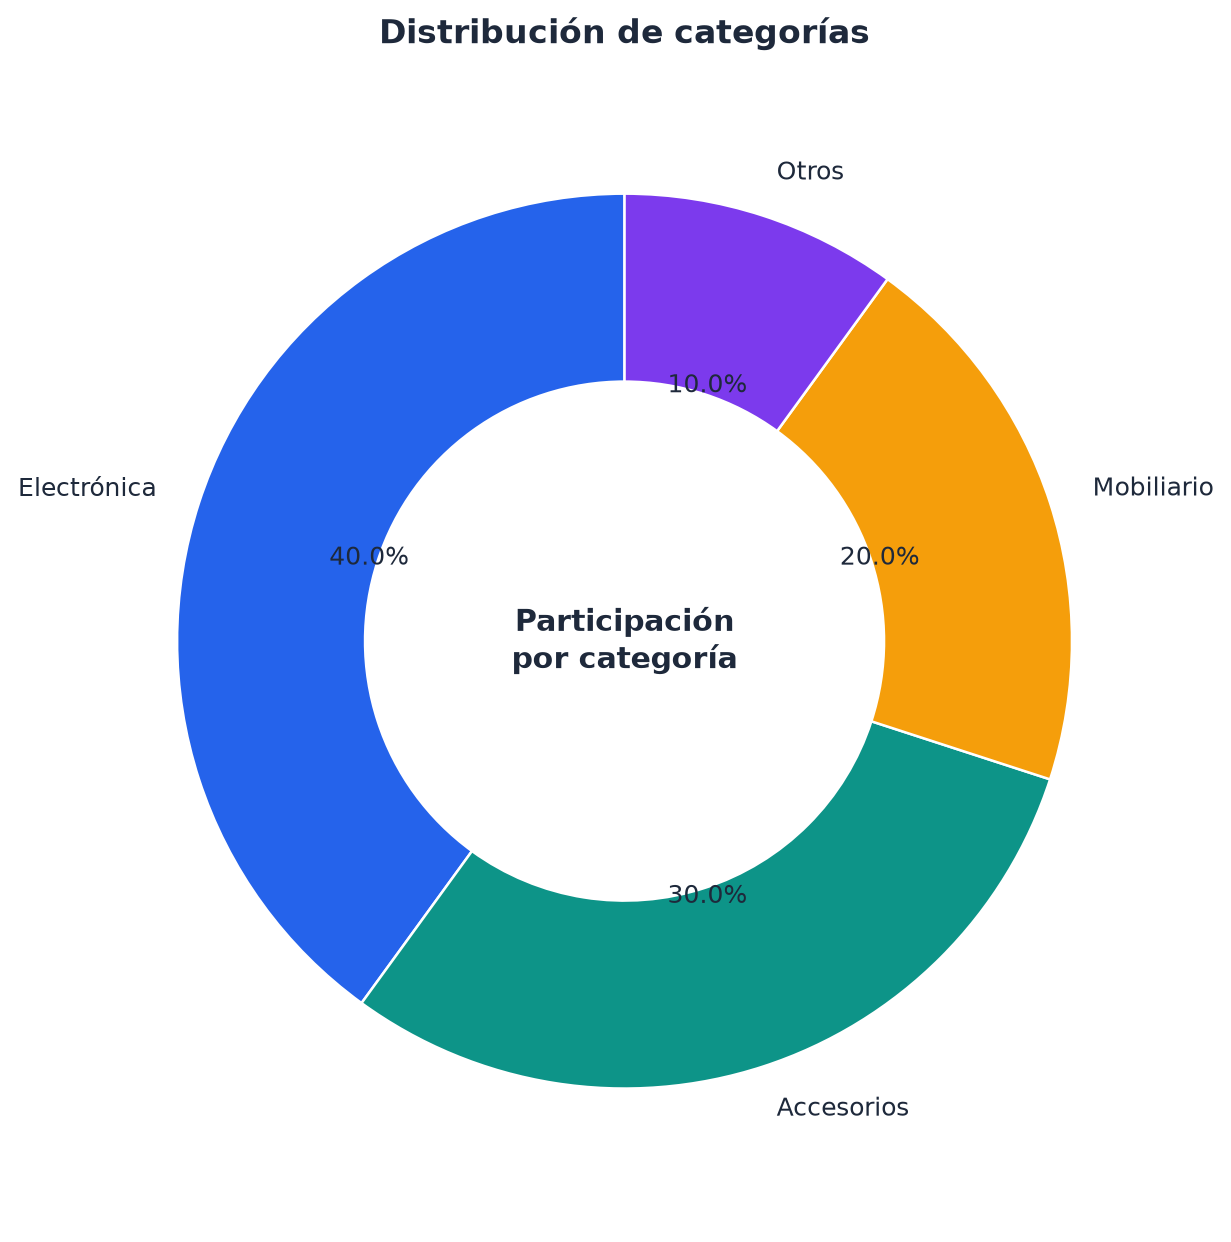 Distribución de categorías
Otros
10.0%
Electrónica
Mobiliario
40.0%
20.0%
Participación
por categoría
30.0%
Accesorios